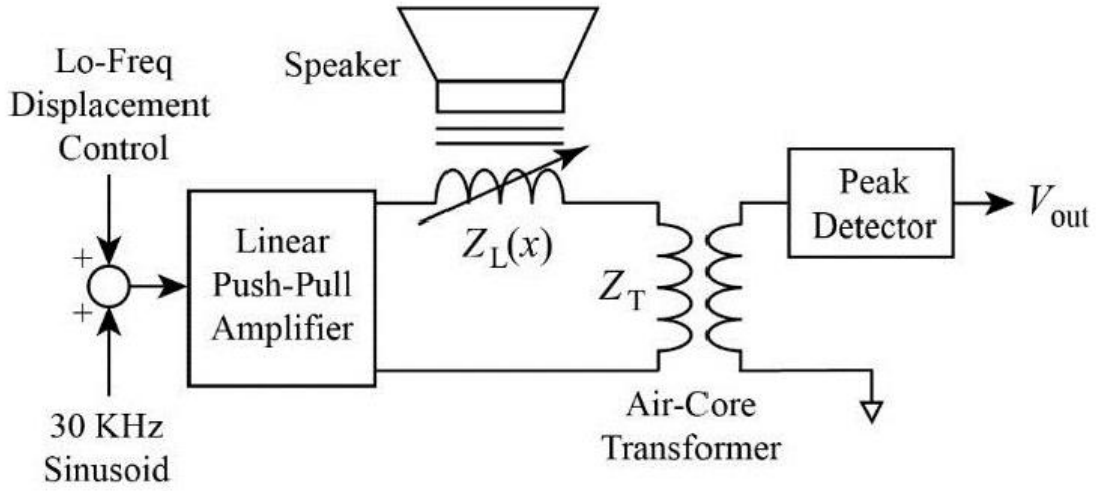 Lo-Freq
Displacement
Control
+
+
30 KHz
Sinusoid
Linear
Push-Pull
Amplifier
Speaker
Z_L(x)
Z_T
Air-Core
Transformer
Peak
Detector
V_out